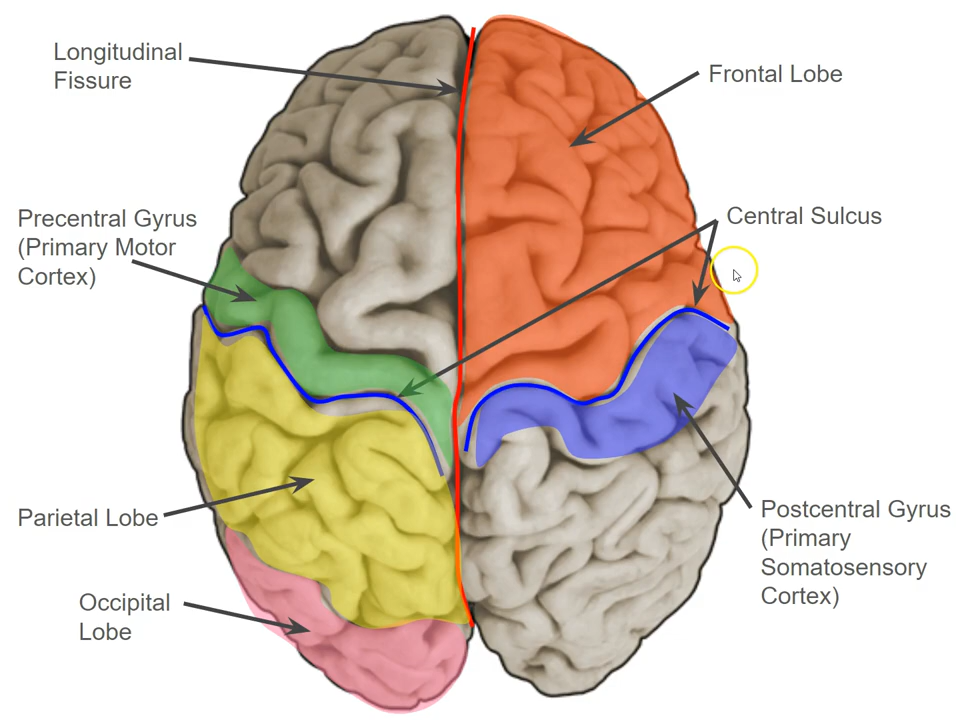 Longitudinal
Fissure
Frontal Lobe
Precentral Gyrus
(Primary Motor
Cortex)
Central Sulcus
Parietal Lobe
Postcentral Gyrus
(Primary
Somatosensory
Cortex)
Occipital
Lobe